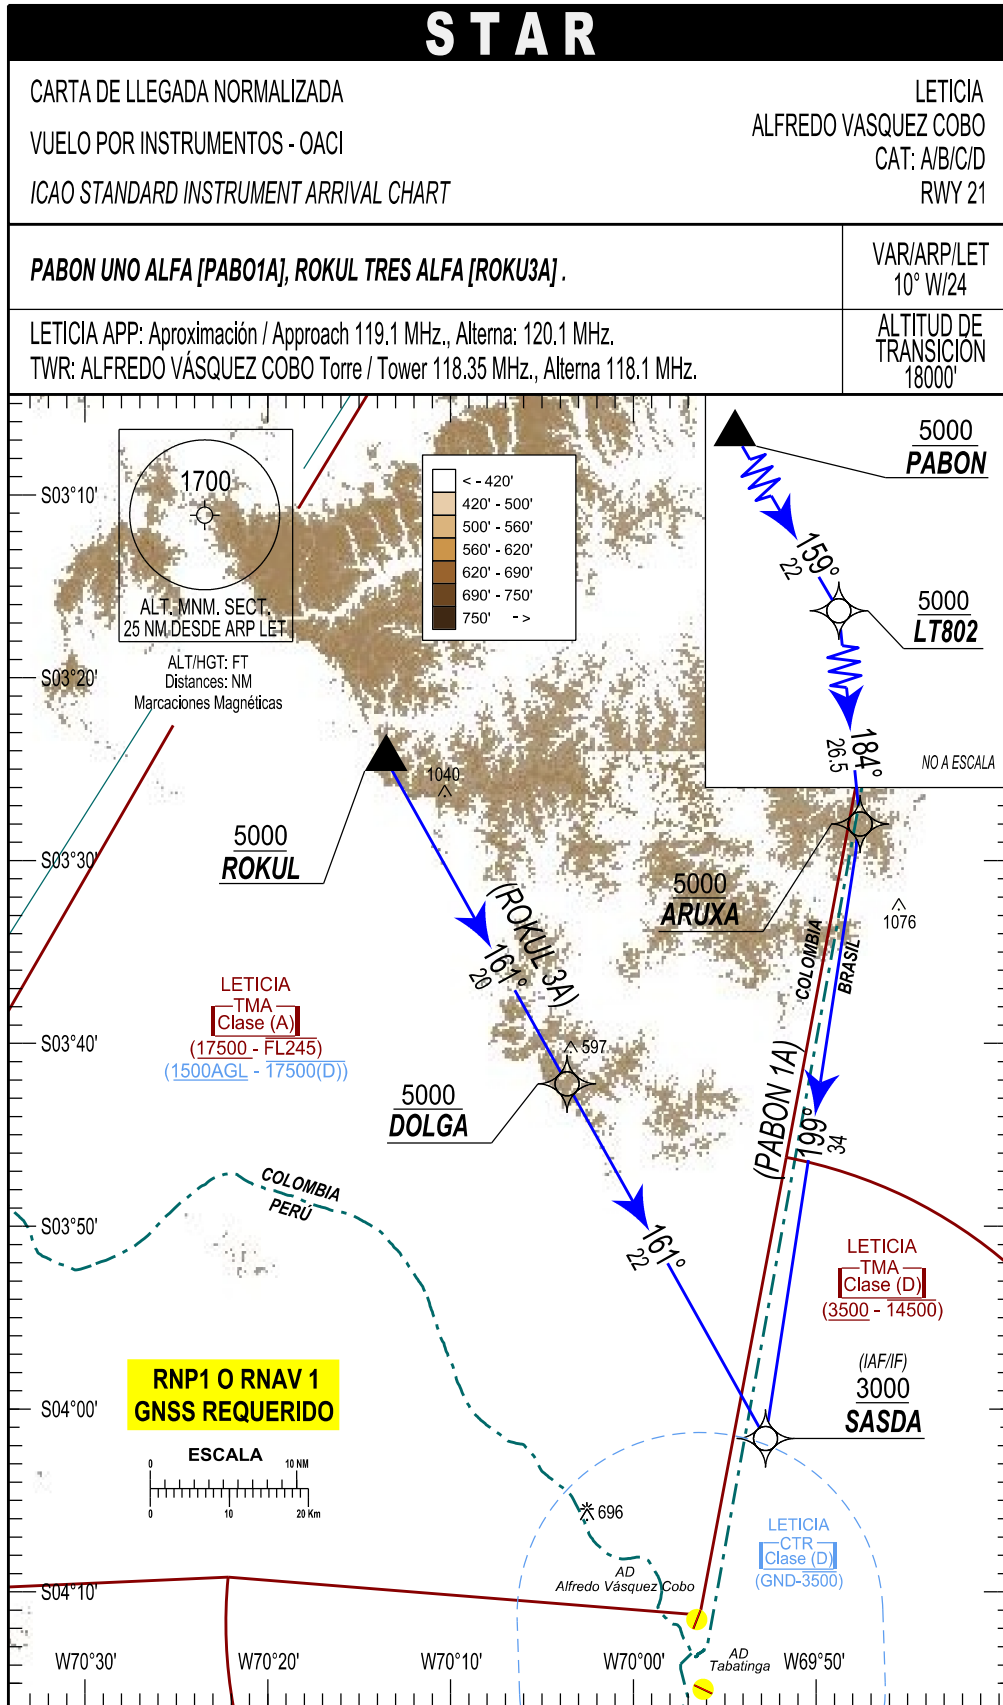 STAR
CARTA DE LLEGADA NORMALIZADA
VUELO POR INSTRUMENTOS - OACI
ICAO STANDARD INSTRUMENT ARRIVAL CHART
LETICIA
ALFREDO VASQUEZ COBO
CAT: A/B/C/D
RWY 21
PABON UNO ALFA [PABO1A], ROKUL TRES ALFA [ROKU3A] .
VAR/ARP/LET
10° W/24
LETICIA APP: Aproximación / Approach 119.1 MHz., Alterna: 120.1 MHz.
TWR: ALFREDO VÁSQUEZ COBO Torre / Tower 118.35 MHz., Alterna 118.1 MHz.
ALTITUD DE
TRANSICIÓN
18000'
1700
ALT. MNM. SECT.
25 NM DESDE ARP LET
ALT/HGT: FT
Distances: NM
Marcaciones Magnéticas
< - 420'
420' - 500'
500' - 560'
560' - 620'
620' - 690'
690' - 750'
750' - >
5000
PABON
159°
22
5000
LT802
184°
26.5
NO A ESCALA
S03°10'
S03°20'
S03°30'
S03°40'
S03°50'
S04°00'
S04°10'
1040
5000
ROKUL
5000
ARUXA
1076
(ROKUL 3A)
161°
20
COLOMBIA
BRASIL
LETICIA
TMA
Clase (A)
(17500 - FL245)
(1500AGL - 17500(D))
597
5000
DOLGA
(PABON 1A)
199°
34
COLOMBIA
PERÚ
161°
22
LETICIA
TMA
Clase (D)
(3500 - 14500)
(IAF/IF)
3000
SASDA
RNP1 O RNAV 1
GNSS REQUERIDO
ESCALA
0 10 NM
0 10 20 Km
696
LETICIA
CTR
Clase (D)
(GND-3500)
AD
Alfredo Vásquez Cobo
AD
Tabatinga
W70°30'
W70°20'
W70°10'
W70°00'
W69°50'